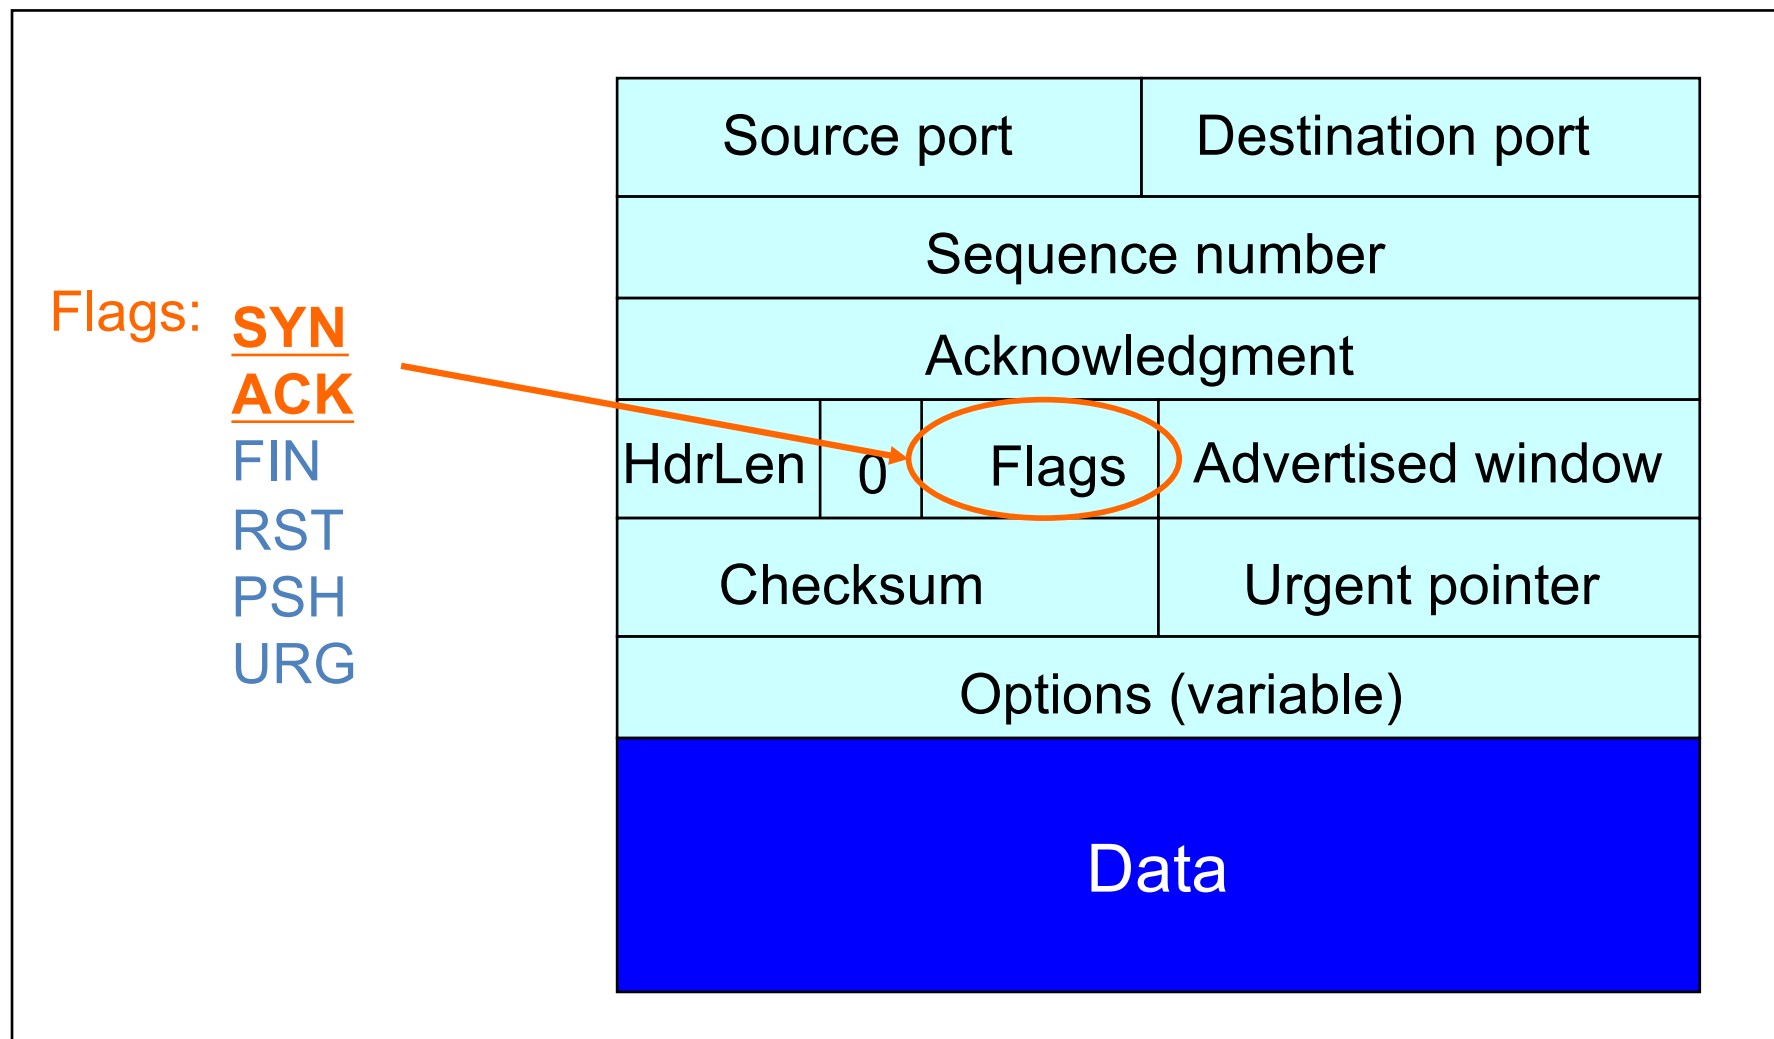 Source port Destination port
Sequence number
Flags: SYN
Acknowledgment
ACK
FIN
HdrLen 0 Flags Advertised window
RST
PSH
Checksum Urgent pointer
URG
Options (variable)
Data